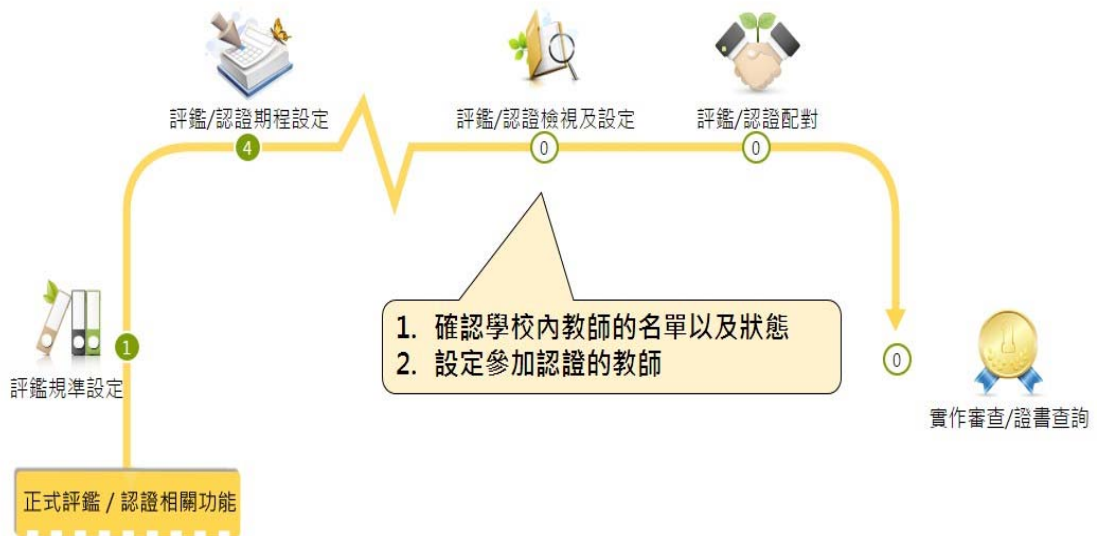 評鑑/認證期程設定
4
評鑑/認證檢視及設定
0
評鑑/認證配對
0
1. 確認學校內教師的名單以及狀態
2. 設定參加認證的教師
1
評鑑規準設定
0
實作審查/證書查詢
正式評鑑 / 認證相關功能